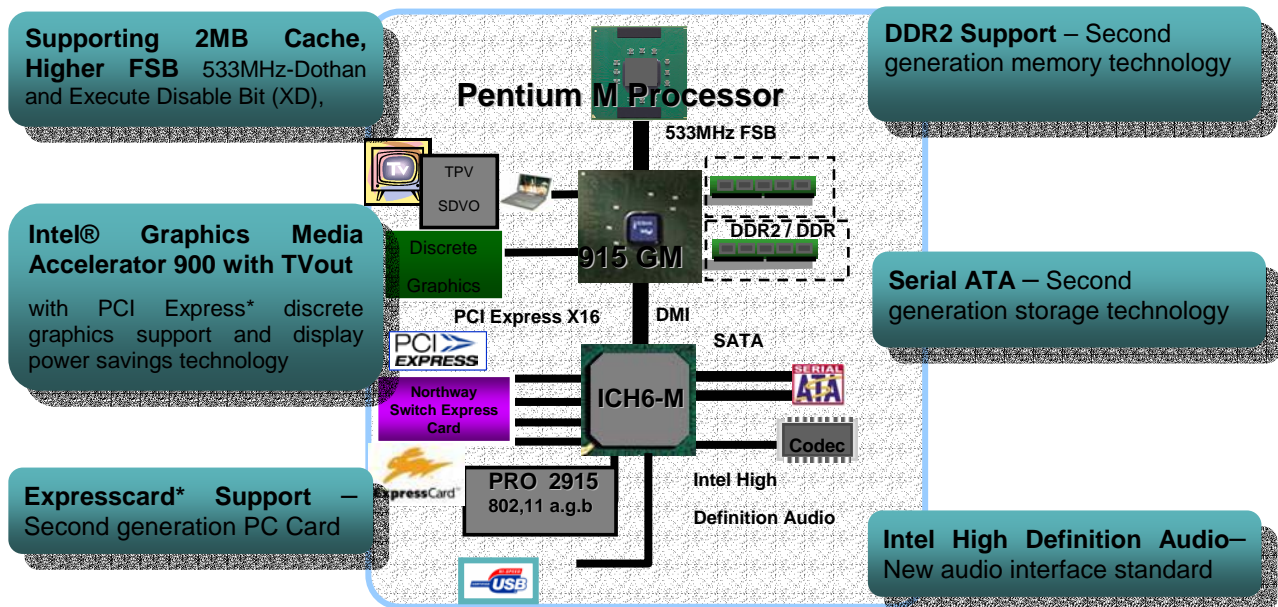 Supporting 2MB Cache,
Higher FSB 533MHz-Dothan
and Execute Disable Bit (XD),
Intel® Graphics Media
Accelerator 900 with TVout
with PCI Express* discrete
graphics support and display
power savings technology
Expresscard* Support –
Second generation PC Card
Pentium M Processor
533MHz FSB
Tv
TPV
SDVO
Discrete
Graphics
915 GM
DDR2 / DDR
PCI Express X16
DMI
PCI
EXPRESS
SATA
SERIAL
ATA
Northway
Switch Express
Card
ICH6-M
Codec
ExpressCard™
PRO 2915
802,11 a.g.b
Intel High
Definition Audio
HI-SPEED
CERTIFIED
USB
DDR2 Support – Second
generation memory technology
Serial ATA – Second
generation storage technology
Intel High Definition Audio–
New audio interface standard